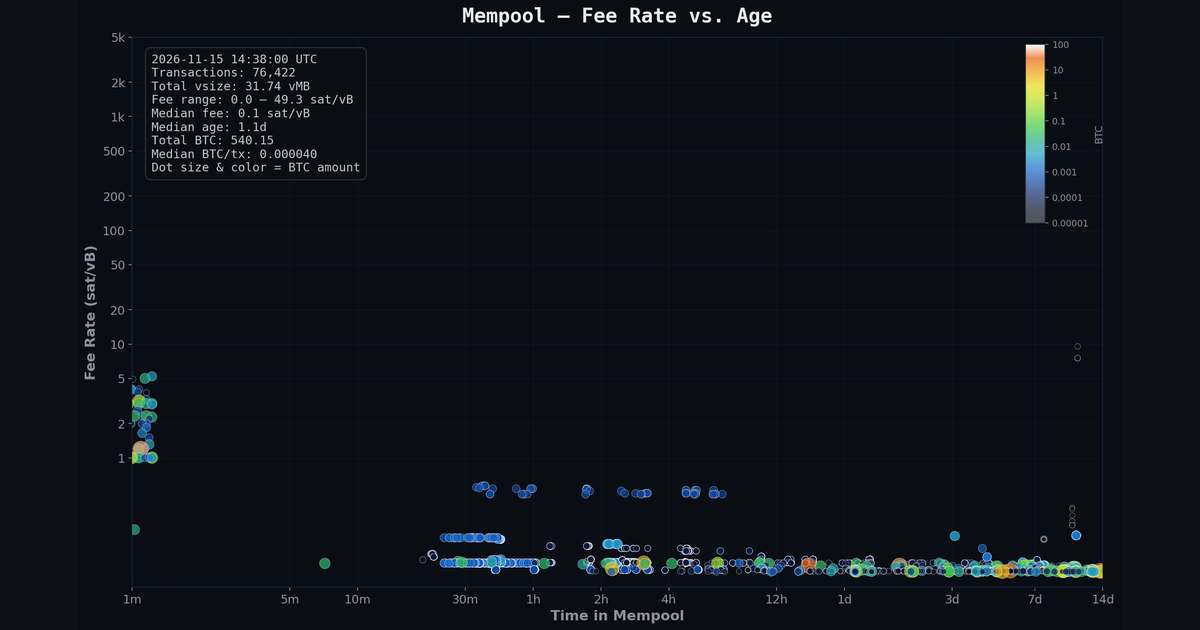 Mempool — Fee Rate vs. Age
2026-11-15 14:38:00 UTC
Transactions: 76,422
Total vsize: 31.74 vMB
Fee range: 0.0 — 49.3 sat/vB
Median fee: 0.1 sat/vB
Median age: 1.1d
Total BTC: 540.15
Median BTC/tx: 0.000040
Dot size & color = BTC amount
100
10
1
0.1
0.01
0.001
0.0001
0.00001
BTC
Fee Rate (sat/vB)
5k
2k
1k
500
200
100
50
20
10
5
2
1
1m 5m 10m 30m 1h 2h 4h 12h 1d 3d 7d 14d
Time in Mempool